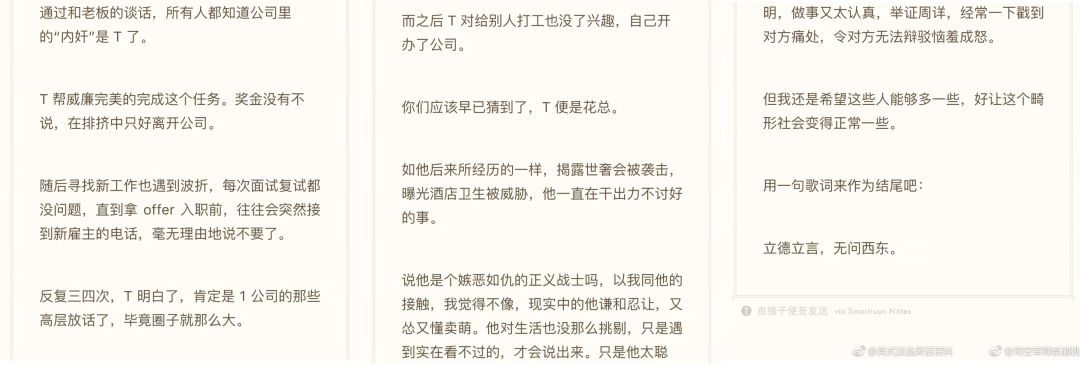 通过和老板的谈话，所有人都知道公司里
的“内奸”是 T 了。
T 帮威廉完美的完成这个任务。奖金没有不
说，在排挤中只好离开公司。
随后寻找新工作也遇到波折，每次面试复试都
没问题，直到拿 offer 入职前，往往会突然接
到新雇主的电话，毫无理由地说不要了。
反复三四次，T 明白了，肯定是 1 公司的那些
高层放话了，毕竟圈子就那么大。
而之后 T 对给别人打工也没了兴趣，自己开
办了公司。
你们应该早已猜到了，T 便是花总。
如他后来所经历的一样，揭露世奢会被袭击，
曝光酒店卫生被威胁，他一直在干出力不讨好
的事。
说他是个嫉恶如仇的正义战士吗，以我同他的
接触，我觉得不像，现实中的他谦和忍让，又
怂又懂卖萌。他对生活也没那么挑剔，只是遇
到实在看不过的，才会说出来。只是他太聪
明，做事又太认真，举证周详，经常一下戳到
对方痛处，令对方无法辩驳恼羞成怒。
但我还是希望这些人能够多一些，好让这个畸
形社会变得正常一些。
用一句歌词来作为结尾吧：
立德立言，无问西东。
由锤子便签发送 via Smartisan Notes